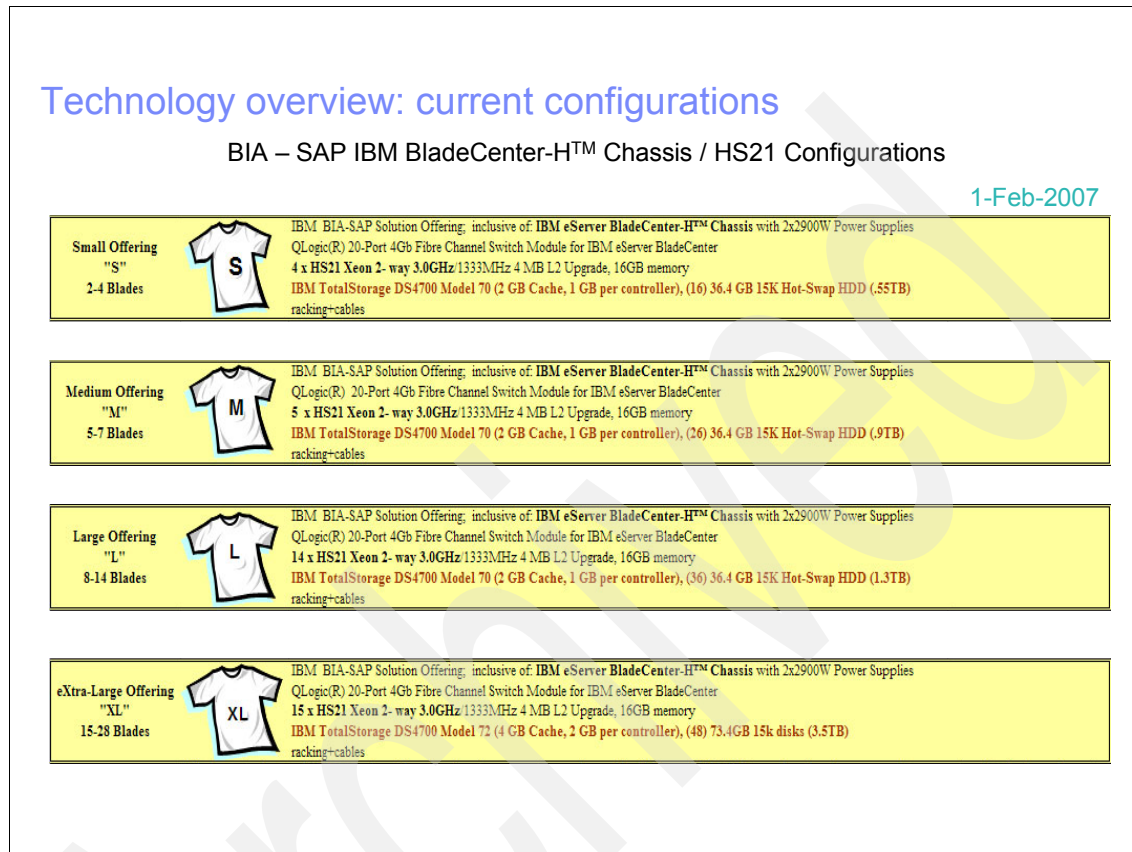 Technology overview: current configurations
BIA – SAP IBM BladeCenter-H™ Chassis / HS21 Configurations
1-Feb-2007
Small Offering
"S"
2-4 Blades
S
IBM BIA-SAP Solution Offering; inclusive of: IBM eServer BladeCenter-H™ Chassis with 2x2900W Power Supplies
QLogic(R) 20-Port 4Gb Fibre Channel Switch Module for IBM eServer BladeCenter
4 x HS21 Xeon 2- way 3.0GHz/1333MHz 4 MB L2 Upgrade, 16GB memory
IBM TotalStorage DS4700 Model 70 (2 GB Cache, 1 GB per controller), (16) 36.4 GB 15K Hot-Swap HDD (.55TB)
racking+cables
Medium Offering
"M"
5-7 Blades
M
IBM BIA-SAP Solution Offering; inclusive of: IBM eServer BladeCenter-H™ Chassis with 2x2900W Power Supplies
QLogic(R) 20-Port 4Gb Fibre Channel Switch Module for IBM eServer BladeCenter
5 x HS21 Xeon 2- way 3.0GHz/1333MHz 4 MB L2 Upgrade, 16GB memory
IBM TotalStorage DS4700 Model 70 (2 GB Cache, 1 GB per controller), (26) 36.4 GB 15K Hot-Swap HDD (.9TB)
racking+cables
Large Offering
"L"
8-14 Blades
L
IBM BIA-SAP Solution Offering; inclusive of: IBM eServer BladeCenter-H™ Chassis with 2x2900W Power Supplies
QLogic(R) 20-Port 4Gb Fibre Channel Switch Module for IBM eServer BladeCenter
14 x HS21 Xeon 2- way 3.0GHz/1333MHz 4 MB L2 Upgrade, 16GB memory
IBM TotalStorage DS4700 Model 70 (2 GB Cache, 1 GB per controller), (36) 36.4 GB 15K Hot-Swap HDD (1.3TB)
racking+cables
eXtra-Large Offering
"XL"
15-28 Blades
XL
IBM BIA-SAP Solution Offering; inclusive of: IBM eServer BladeCenter-H™ Chassis with 2x2900W Power Supplies
QLogic(R) 20-Port 4Gb Fibre Channel Switch Module for IBM eServer BladeCenter
15 x HS21 Xeon 2- way 3.0GHz/1333MHz 4 MB L2 Upgrade, 16GB memory
IBM TotalStorage DS4700 Model 72 (4 GB Cache, 2 GB per controller), (48) 73.4GB 15k disks (3.5TB)
racking+cables
Archived